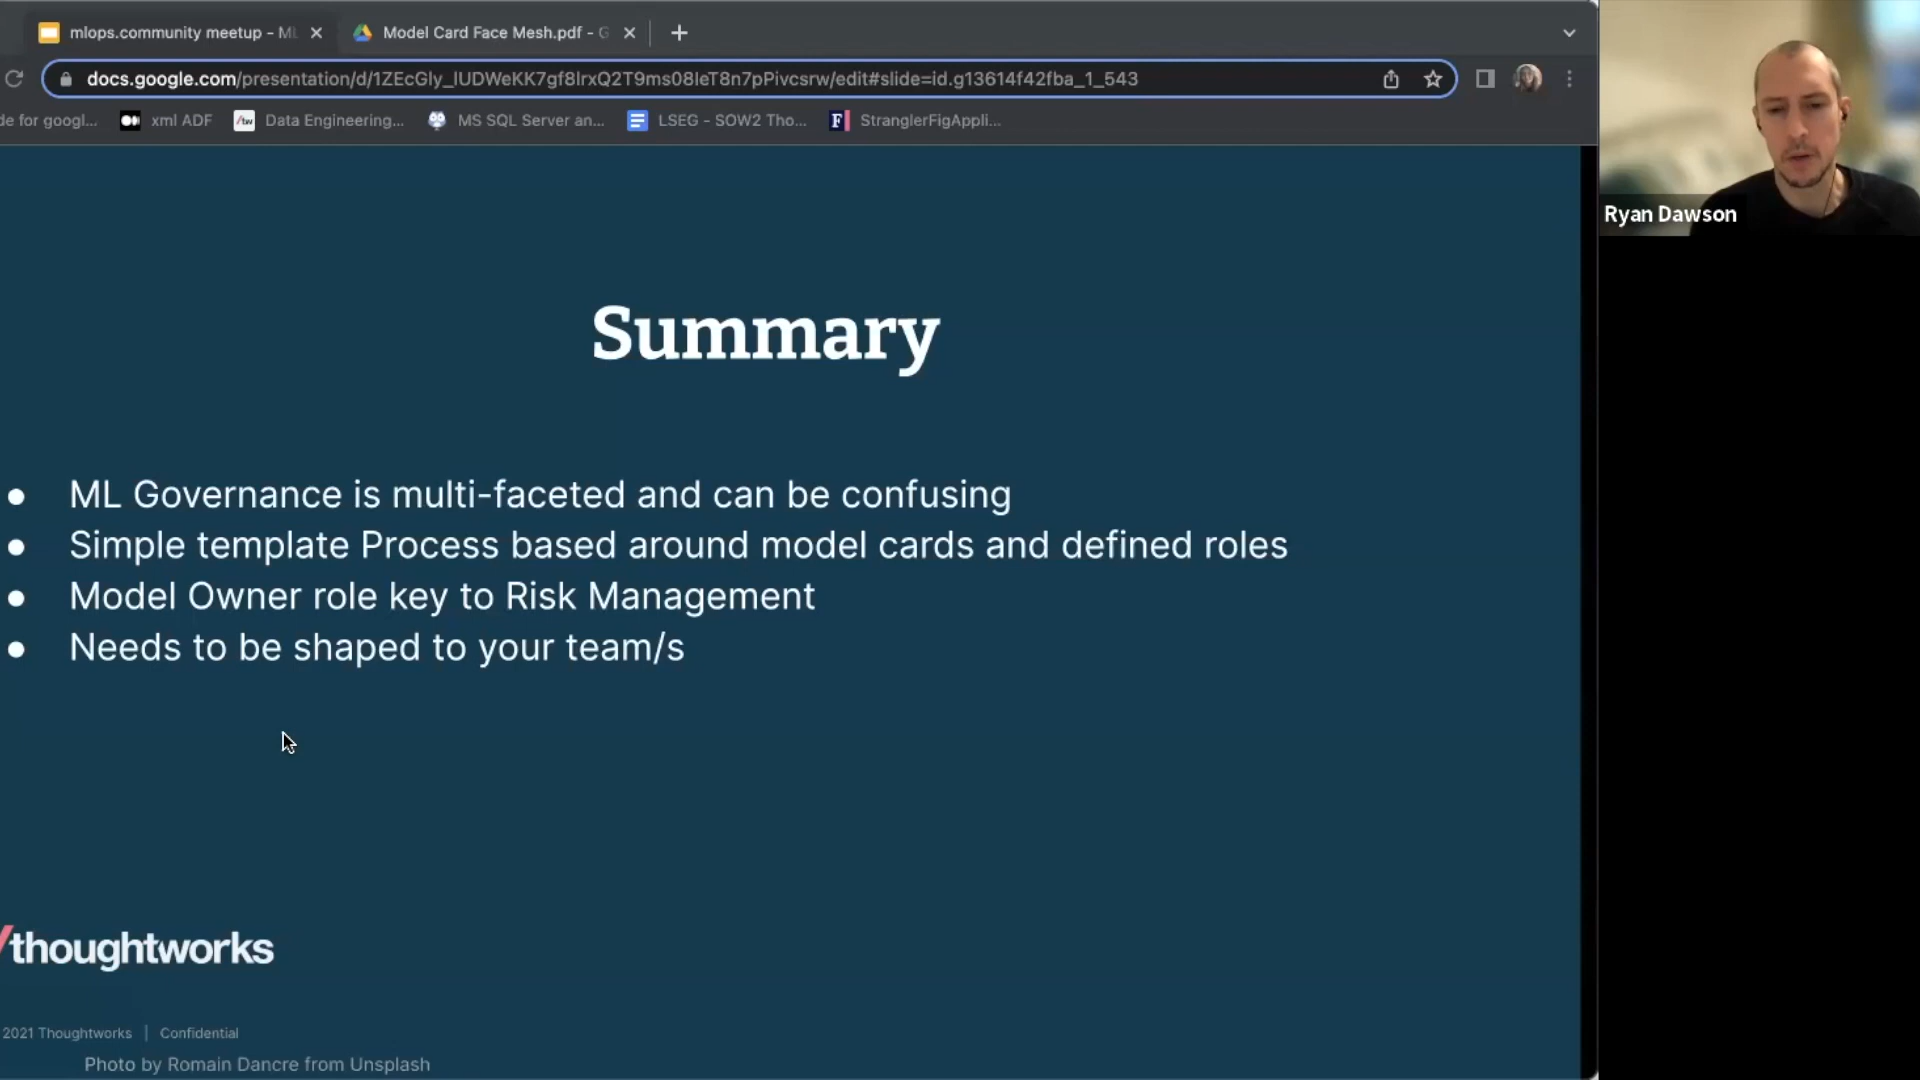 mlops.community meetup - ML
Model Card Face Mesh.pdf - G
docs.google.com/presentation/d/1ZEcGly_lUDWeKK7gf8lrxQ2T9ms08leT8n7pPivcsrw/edit#slide=id.g13614f42fba_1_543
de for googl...
xml ADF
/tw
Data Engineering...
MS SQL Server an...
LSEG - SOW2 Tho...
F
StranglerFigAppli...
Ryan Dawson
Summary
● ML Governance is multi-faceted and can be confusing
● Simple template Process based around model cards and defined roles
● Model Owner role key to Risk Management
● Needs to be shaped to your team/s
/thoughtworks
2021 Thoughtworks | Confidential
Photo by Romain Dancre from Unsplash